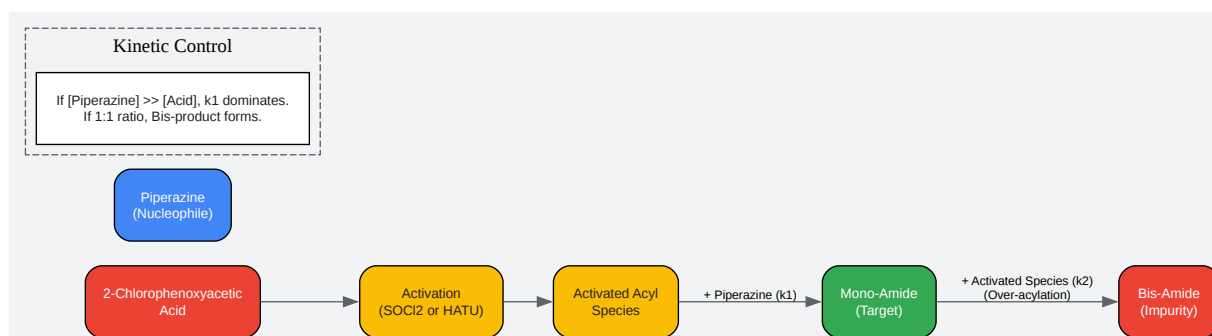 Kinetic Control
If [Piperazine] >> [Acid], k1 dominates.
If 1:1 ratio, Bis-product forms.
Piperazine
(Nucleophile)
2-Chlorophenoxyacetic
Acid
Activation
(SOCl2 or HATU)
Activated Acyl
Species
+ Piperazine (k1)
Mono-Amide
(Target)
+ Activated Species (k2)
(Over-acylation)
Bis-Amide
(Impurity)